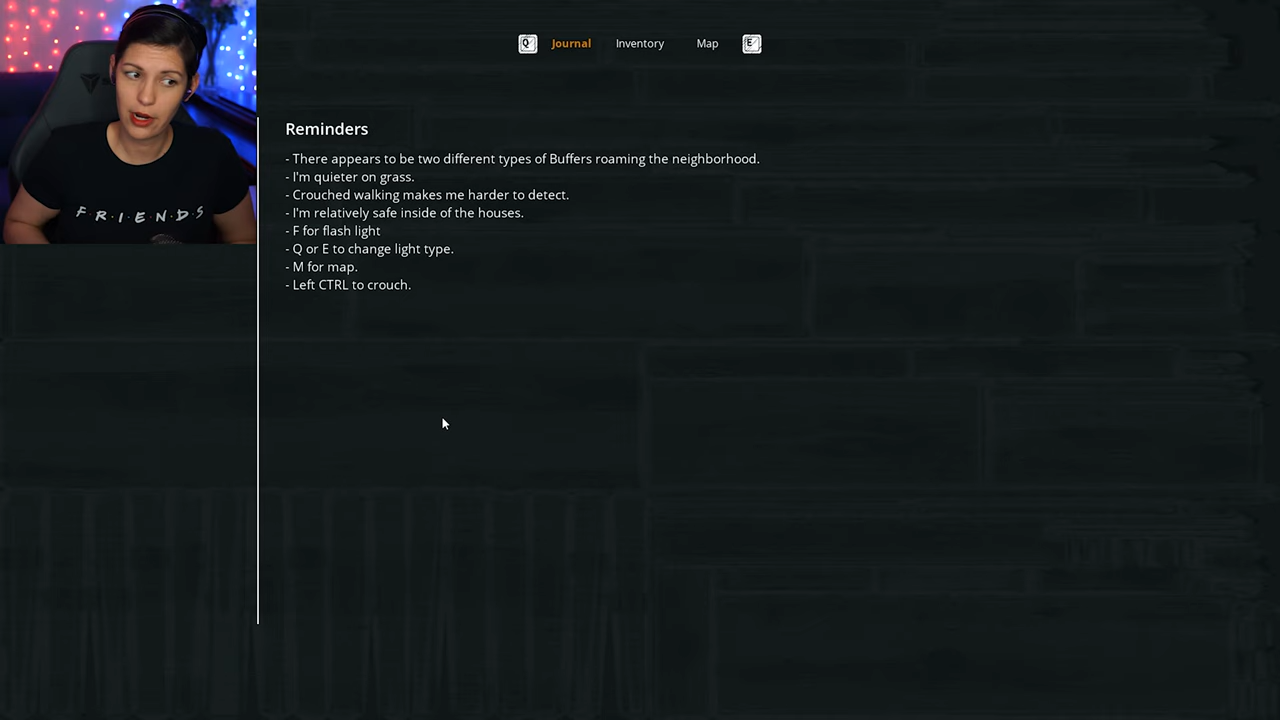 Q Journal Inventory Map E
Reminders
- There appears to be two different types of Buffers roaming the neighborhood.
- I'm quieter on grass.
- Crouched walking makes me harder to detect.
- I'm relatively safe inside of the houses.
- F for flash light
- Q or E to change light type.
- M for map.
- Left CTRL to crouch.
F·R·I·E·N·D·S